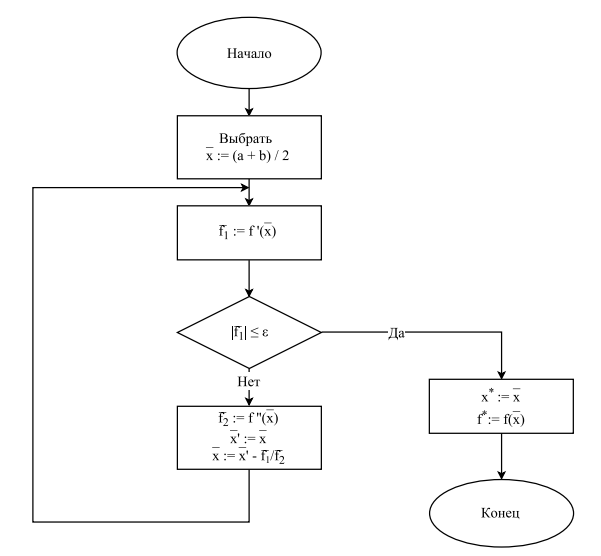 Начало
Выбрать
x̅ := (a + b) / 2
f̅₁ := f '(x̅)
|f̅₁| ≤ ε
Да
Нет
f̅₂ := f "(x̅)
x̅' := x̅
x̅ := x̅' - f̅₁/f̅₂
x* := x̅
f*:= f(x̅)
Конец